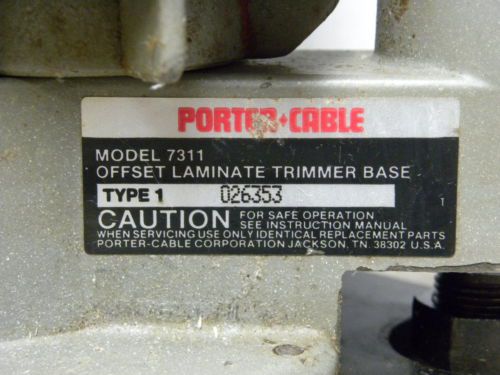 PORTER+CABLE
MODEL 7311
OFFSET LAMINATE TRIMMER BASE
TYPE 1 026353
1
CAUTION FOR SAFE OPERATION
SEE INSTRUCTION MANUAL
WHEN SERVICING USE ONLY IDENTICAL REPLACEMENT PARTS
PORTER-CABLE CORPORATION JACKSON, TN. 38302 U.S.A.